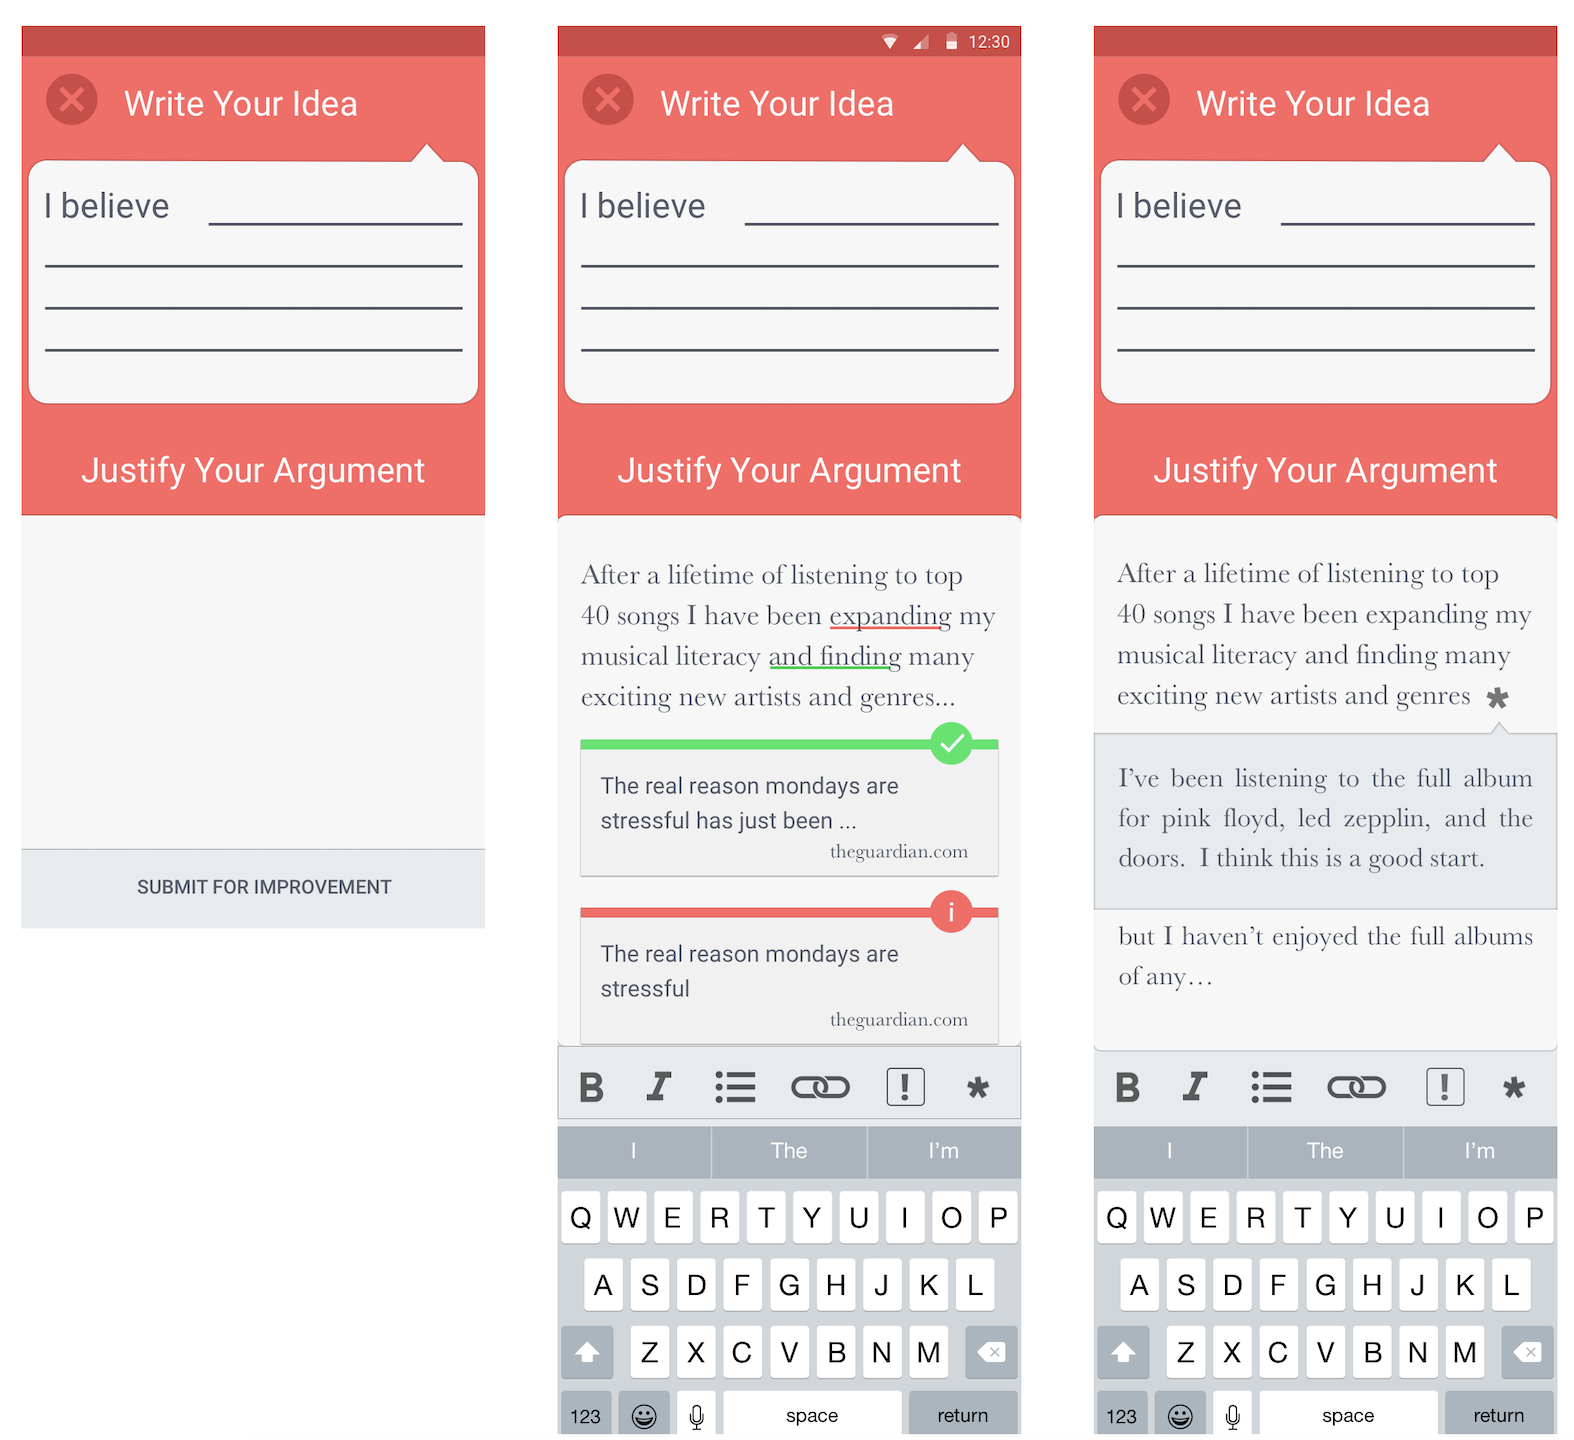 Write Your Idea
I believe
Justify Your Argument
SUBMIT FOR IMPROVEMENT
12:30
Write Your Idea
I believe
Justify Your Argument
After a lifetime of listening to top
40 songs I have been expanding my
musical literacy and finding many
exciting new artists and genres...
The real reason mondays are
stressful has just been ...
theguardian.com
i
The real reason mondays are
stressful
theguardian.com
B I ! *
I The I'm
Q W E R T Y U I O P
A S D F G H J K L
Z X C V B N M
123 space return
Write Your Idea
I believe
Justify Your Argument
After a lifetime of listening to top
40 songs I have been expanding my
musical literacy and finding many
exciting new artists and genres *
I've been listening to the full album
for pink floyd, led zepplin, and the
doors. I think this is a good start.
but I haven't enjoyed the full albums
of any...
B I ! *
I The I'm
Q W E R T Y U I O P
A S D F G H J K L
Z X C V B N M
123 space return